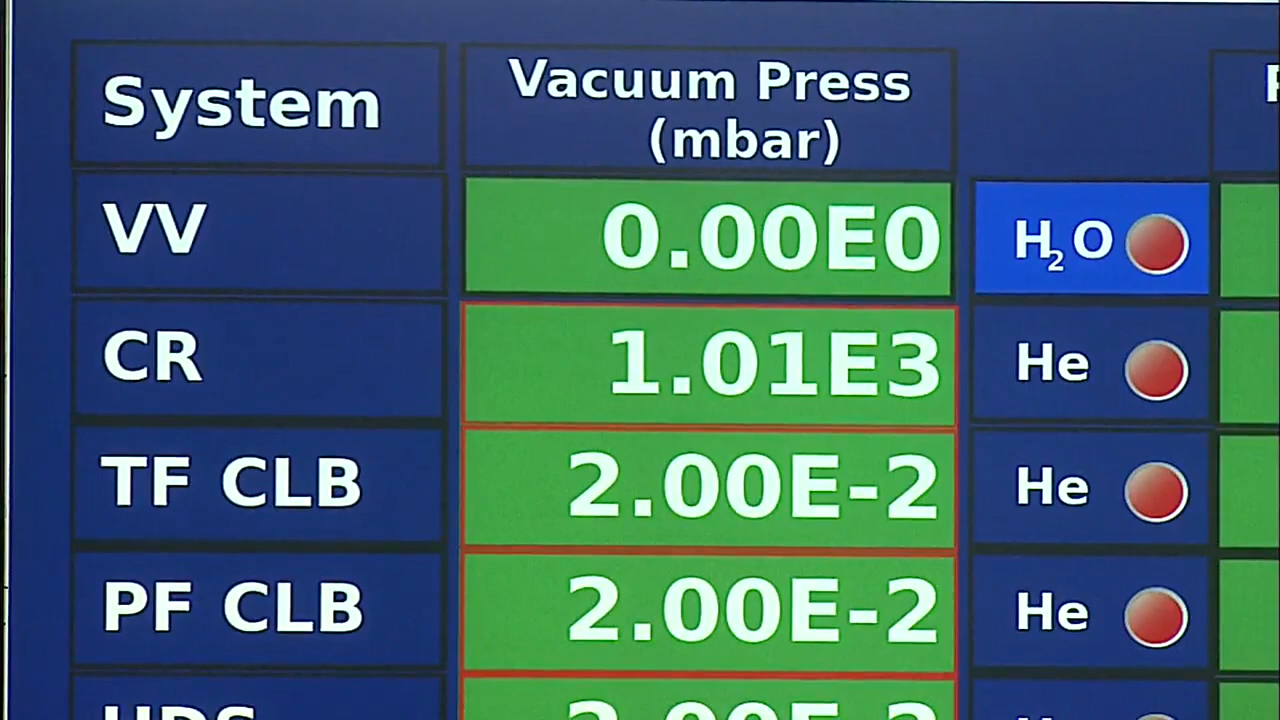 System
Vacuum Press
(mbar)
VV
0.00E0
H₂O
CR
1.01E3
He
TF CLB
2.00E-2
He
PF CLB
2.00E-2
He